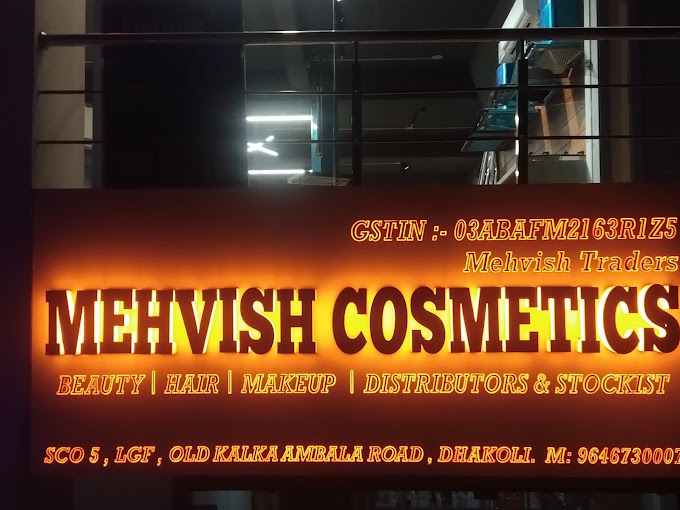 GSTIN :- 03ABAFM2163R1Z5
Mehvish Traders
MEHVISH COSMETICS
BEAUTY | HAIR | MAKEUP | DISTRIBUTORS & STOCKIST
SCO 5 , LGF , OLD KALKA AMBALA ROAD , DHAKOLI. M: 9646730007